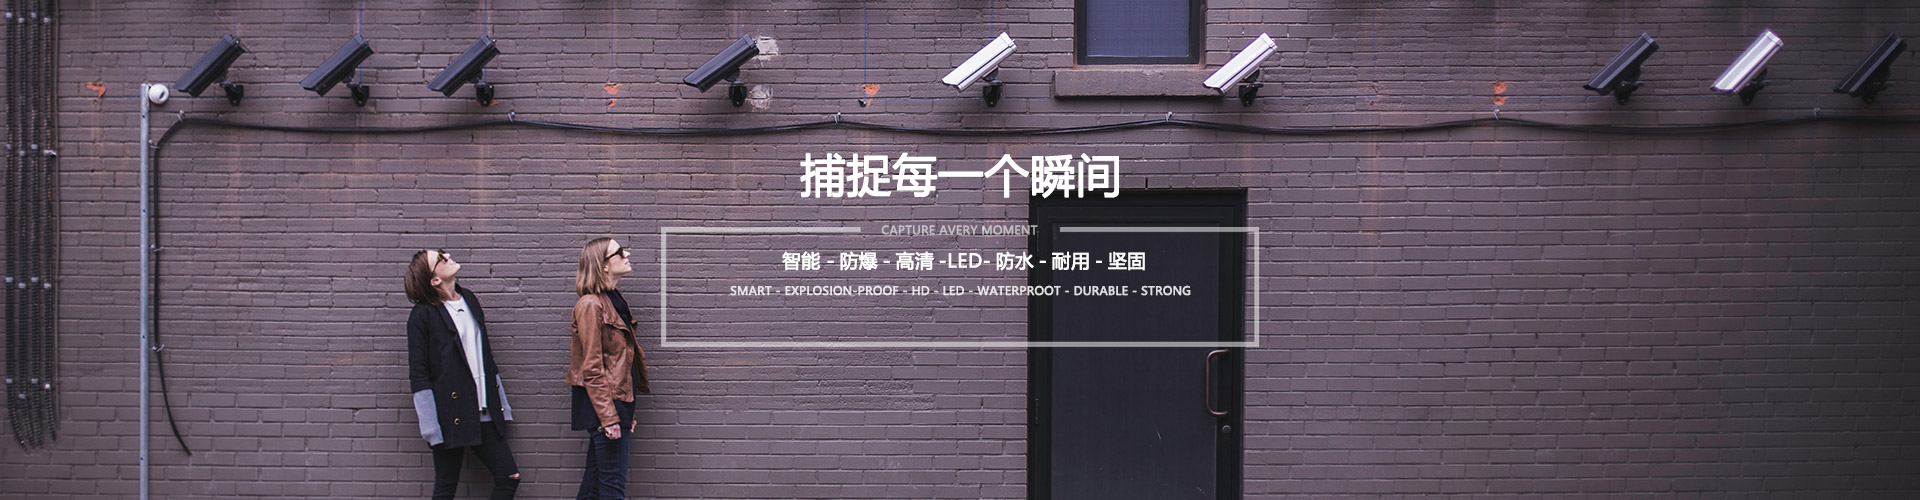 捕捉每一个瞬间
CAPTURE AVERY MOMENT
智能 - 防爆 - 高清 -LED- 防水 - 耐用 - 坚固
SMART - EXPLOSION-PROOF - HD - LED - WATERPROOT - DURABLE - STRONG